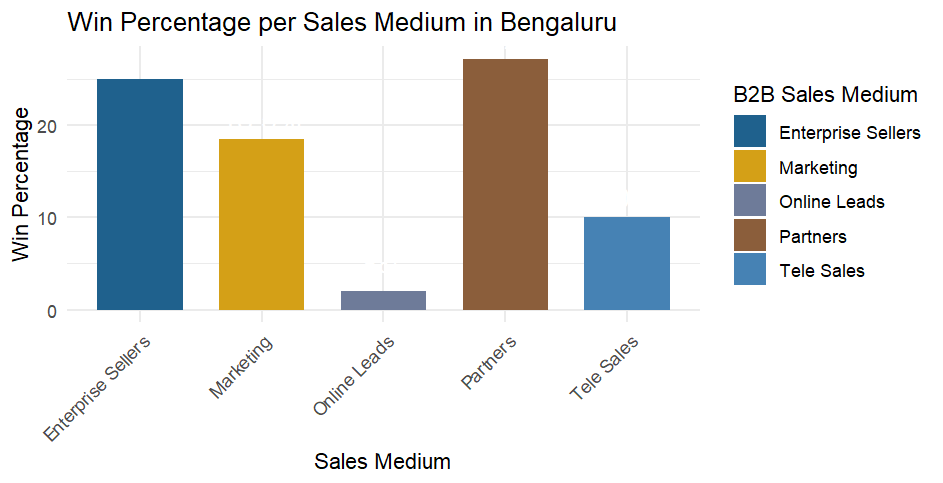 Win Percentage per Sales Medium in Bengaluru
Win Percentage
20
10
0
Enterprise Sellers
Marketing
Online Leads
Partners
Tele Sales
Sales Medium
B2B Sales Medium
Enterprise Sellers
Marketing
Online Leads
Partners
Tele Sales